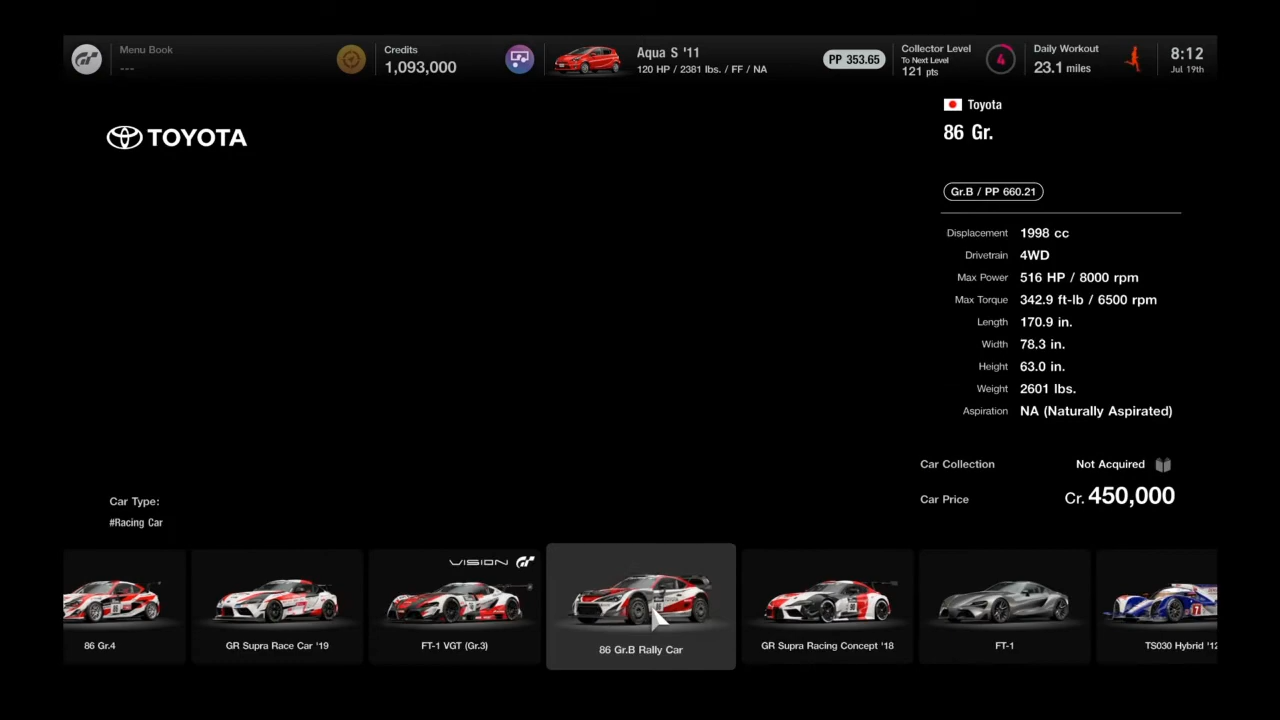 Menu Book
---
Credits
1,093,000
Aqua S '11
120 HP / 2381 lbs. / FF / NA
PP 353.65
Collector Level
To Next Level
121 pts
4
Daily Workout
23.1 miles
8:12
Jul 19th
TOYOTA
Toyota
86 Gr.
Gr.B / PP 660.21
Displacement 1998 cc
Drivetrain 4WD
Max Power 516 HP / 8000 rpm
Max Torque 342.9 ft-lb / 6500 rpm
Length 170.9 in.
Width 78.3 in.
Height 63.0 in.
Weight 2601 lbs.
Aspiration NA (Naturally Aspirated)
Car Collection Not Acquired
Car Price Cr. 450,000
Car Type:
#Racing Car
VISION GT
86 Gr.4
GR Supra Race Car '19
FT-1 VGT (Gr.3)
86 Gr.B Rally Car
GR Supra Racing Concept '18
FT-1
7
TS030 Hybrid '12